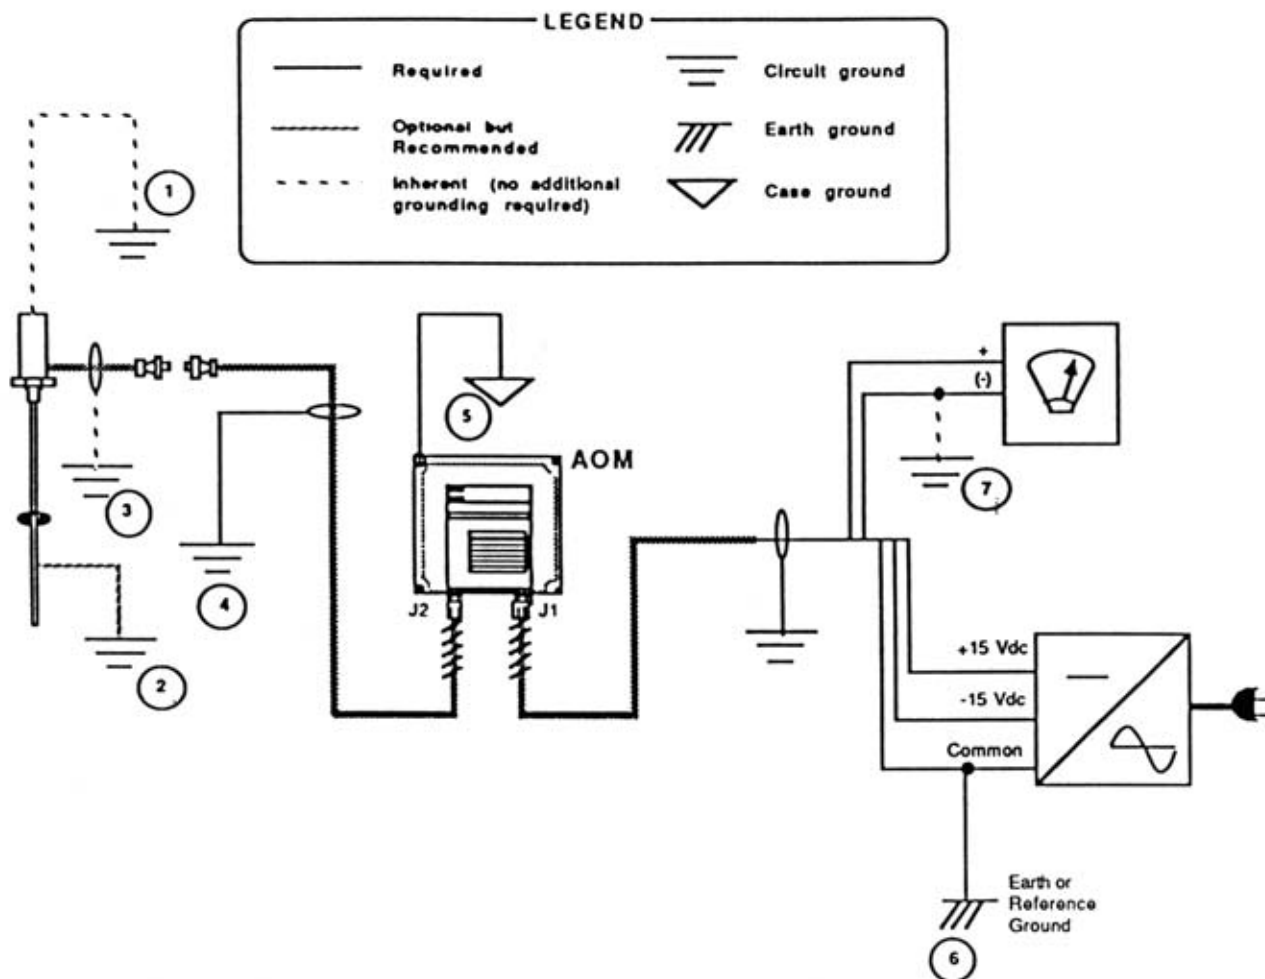 LEGEND
Required
Circuit ground
Optional but
Recommended
Earth ground
Inherent (no additional
grounding required)
Case ground
1
+
(-)
5
AOM
3
7
4
J2
J1
2
+15 Vdc
-15 Vdc
Common
Earth or
Reference
Ground
6